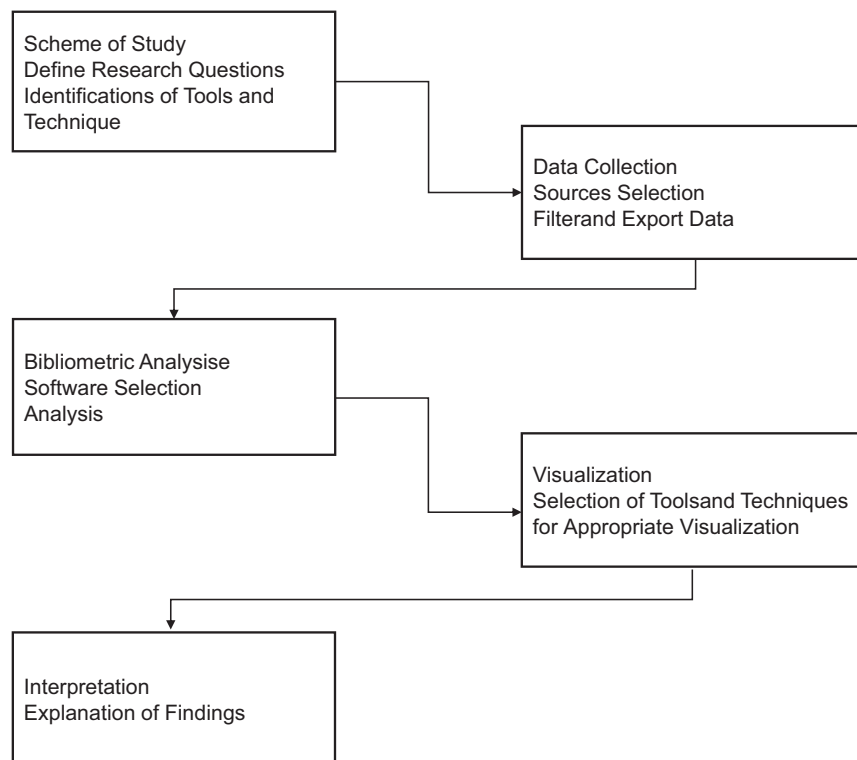 Scheme of Study
Define Research Questions
Identifications of Tools and
Technique
Data Collection
Sources Selection
Filterand Export Data
Bibliometric Analysise
Software Selection
Analysis
Visualization
Selection of Toolsand Techniques
for Appropriate Visualization
Interpretation
Explanation of Findings